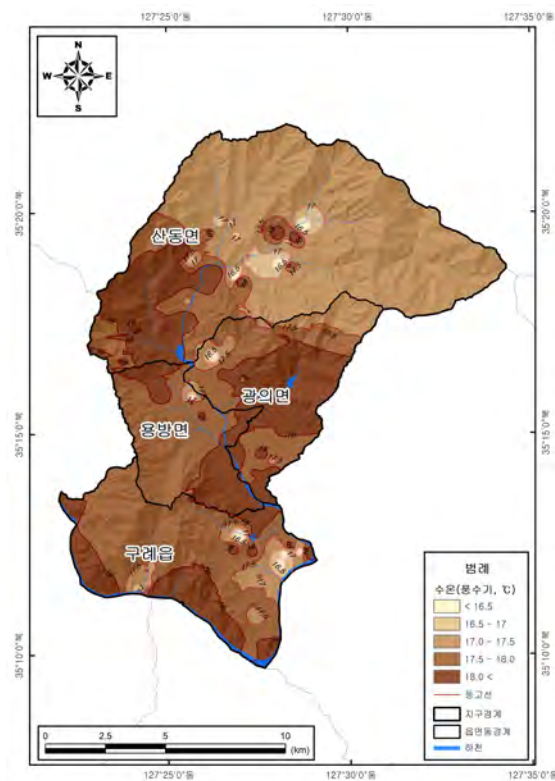 127°25'0"동 127°30'0"동 127°35'0"동
N
W E
S
35°20'0"북 35°20'0"북
산동면
광의면
35°15'0"북 35°15'0"북
용방면
구례읍
범례
수온(풍수기, ℃)
< 16.5
16.5 - 17
17.0 - 17.5
17.5 - 18.0
18.0 <
등고선
지구경계
읍면동경계
하천
35°10'0"북 35°10'0"북
0 2.5 5 10
(km)
127°25'0"동 127°30'0"동 127°35'0"동